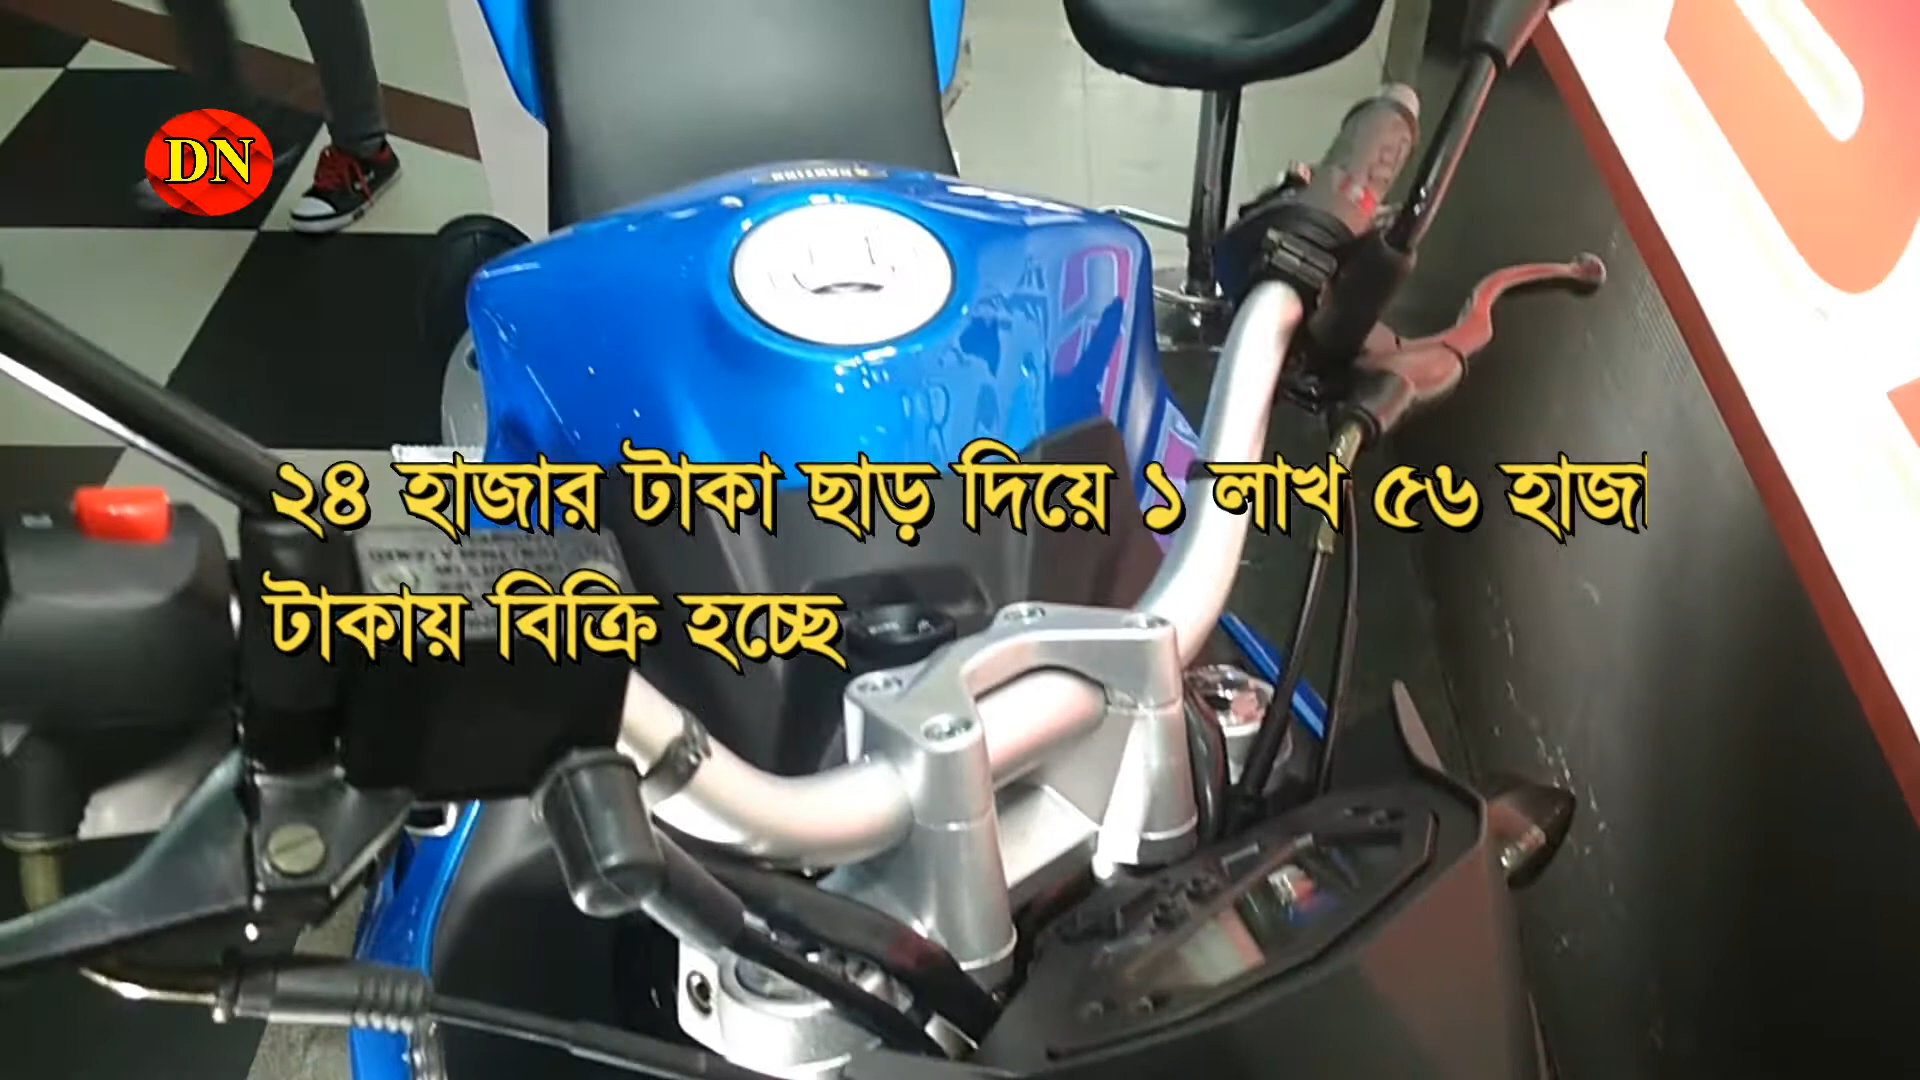 DN
২৪ হাজার টাকা ছাড় দিয়ে ১ লাখ ৫৬ হাজা
টাকায় বিক্রি হচ্ছে